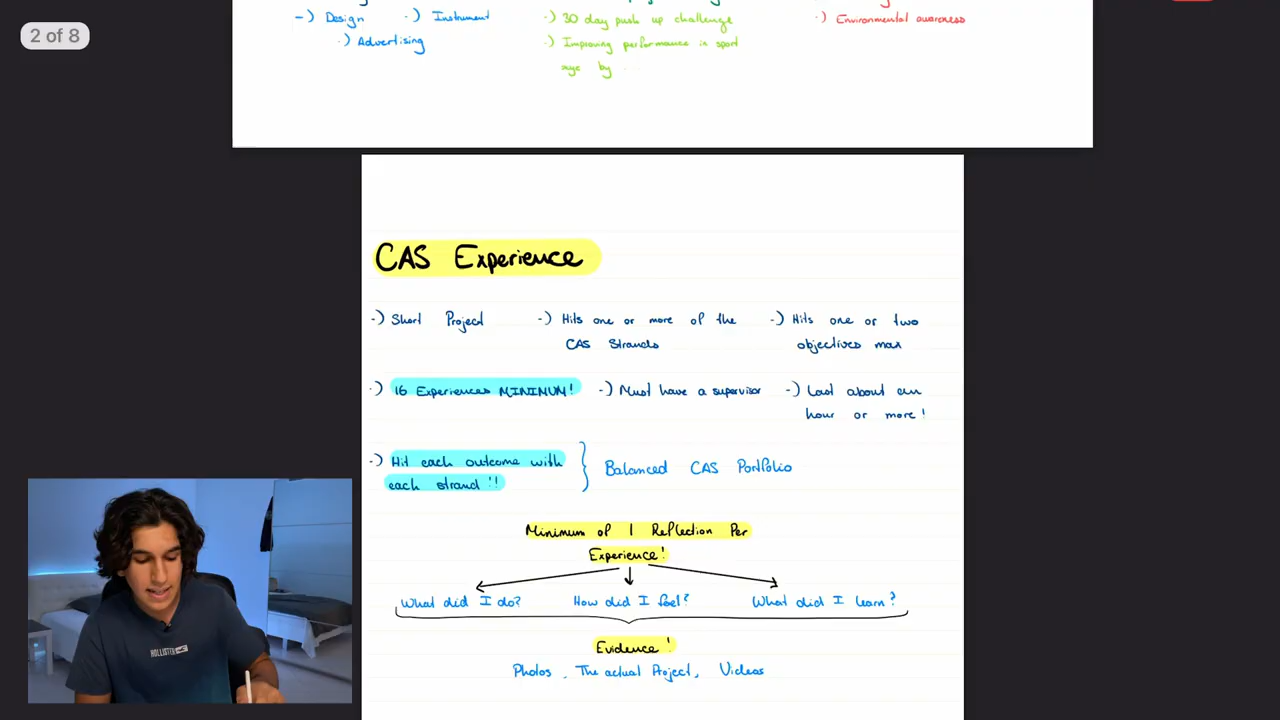 2 of 8
-) Design
·) Instrument
·) Advertising
·) 30 day push up challenge
·) Improving performance in sport
by ...
·) Environmental awareness
CAS Experience
-) Short Project
-) Hits one or more of the
CAS Strands
-) Hits one or two
objectives max
·) 16 Experiences MINIMUM!
-) Must have a supervisor
-) Last about an
hour or more!
-) Hit each outcome with
each strand!!
Balanced CAS Portfolio
Minimum of 1 Reflection Per
Experience!
What did I do?
How did I feel?
What did I learn?
Evidence!
Photos, The actual Project, Videos
HOLLISTER